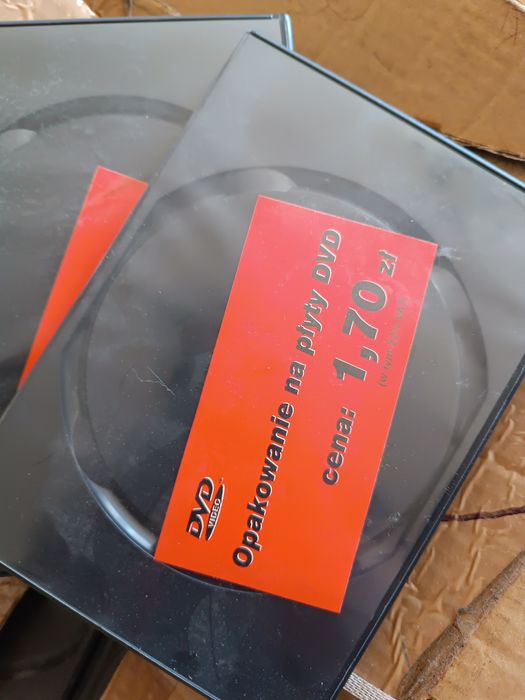 DVD
VIDEO
Opakowanie na płyty DVD
cena: 1,70 zł